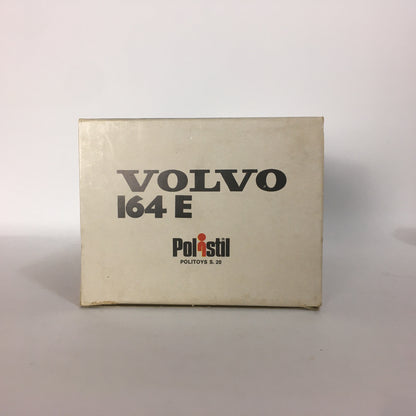 VOLVO
164 E
Polistil
POLITOYS S. 20